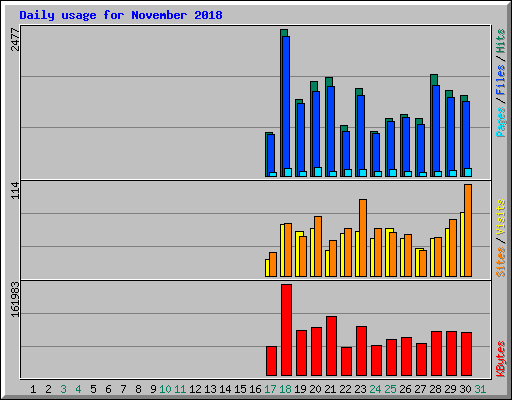 Daily usage for November 2018
2477
Pages / Files / Hits
114
Sites / Visits
161983
KBytes
1 2 3 4 5 6 7 8 9 10 11 12 13 14 15 16 17 18 19 20 21 22 23 24 25 26 27 28 29 30 31